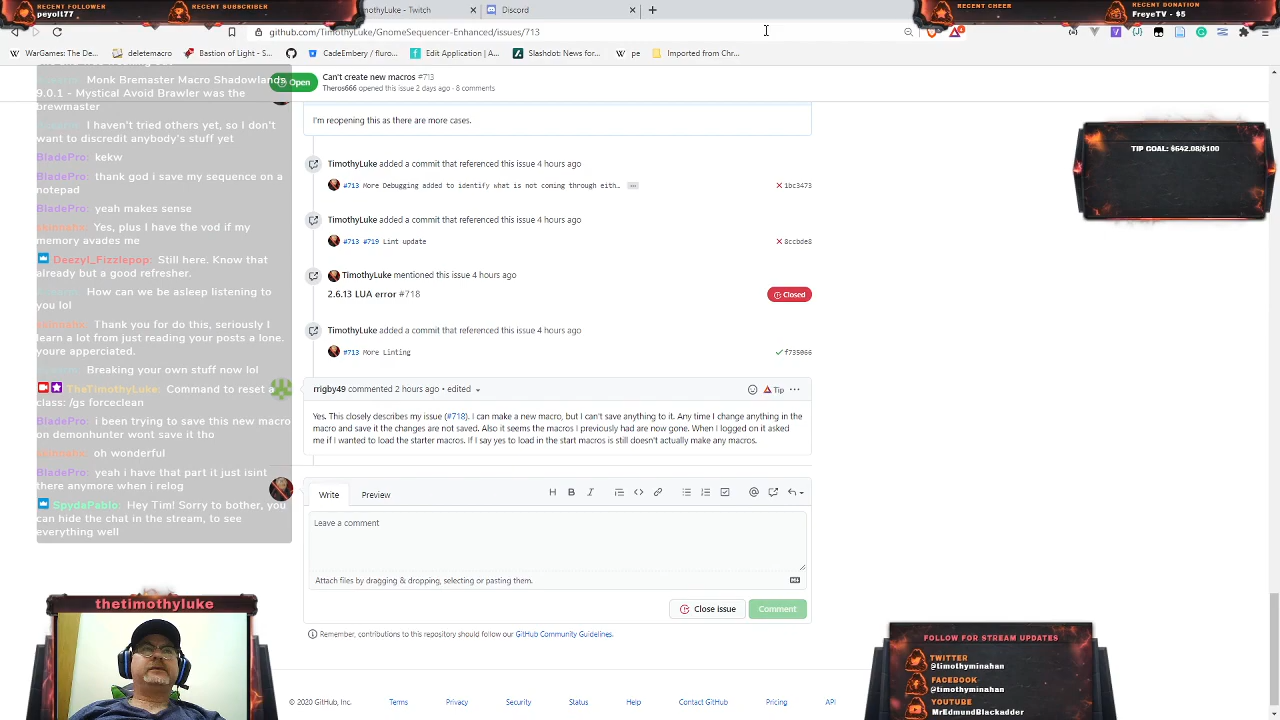 RECENT FOLLOWER
peyoll77
RECENT SUBSCRIBER
- Twitch
Discord
RECENT CHEER
RECENT DONATION
FreyeTV - $5
github.com/TimothyLuke/GnomeSequencer-Enhanced/issues/713
WarGames: The De...
deletemacro
Bastion of Light - S...
CadeEmbery / fluro...
Edit Application | A...
Slashdot: News for...
pe
Imported from Chr...
Open
Can't create new macros #713
Theros666 opened this issue 2 days ago · 8 comments
Monk Bremaster Macro Shadowlands
9.0.1 - Mystical Avoid Brawler was the
brewmaster
I haven't tried others yet, so I don't
want to discredit anybody's stuff yet
BladePro: kekw
BladePro: thank god i save my sequence on a
notepad
BladePro: yeah makes sense
Yes, plus I have the vod if my
memory avades me
Deezyl_Fizzlepop: Still here. Know that
already but a good refresher.
How can we be asleep listening to
you lol
Thank you for do this, seriously I
learn a lot from just reading your posts a lone.
youre apperciated.
Breaking your own stuff now lol
TheTimothyLuke: Command to reset a
class: /gs forceclean
BladePro: i been trying to save this new macro
on demonhunter wont save it tho
oh wonderful
BladePro: yeah i have that part it just isint
there anymore when i relog
SpydaPablo: Hey Tim! Sorry to bother, you
can hide the chat in the stream, to see
everything well
I'm reopening this as there are more cases.
TimothyLuke added a commit that referenced this issue 4 hours ago
#713 More Debugging added to identify what is not coming through eith…
1bc3473
TimothyLuke added a commit that referenced this issue 4 hours ago
#713 #719 Lint update
8ccbde8
TimothyLuke mentioned this issue 4 hours ago
2.6.13 LUA error #718
Closed
TimothyLuke added a commit that referenced this issue 4 hours ago
#713 More Linting
f735066
rrigby49 commented 2 hours ago • edited
Tip
Yes. This closely describes my issue (#718). I can make a new macro, but I can't save anything to it. Any time I change anything in the
macro and save it the changes are not saved. Also it seems the macros I previously had are now gone. When I logged on it asked
me if I wanted to load the starter macros. If I say yes to load in the start macros is still doesn't actually make any macros.
Write
Preview
Leave a comment
Attach files by dragging & dropping, selecting or pasting them.
Close issue
Comment
Remember, contributions to this repository should follow our GitHub Community Guidelines.
© 2020 GitHub, Inc.
Terms
Privacy
Security
Status
Help
Contact GitHub
Pricing
API
TIP GOAL: $642.08/$100
thetimothyluke
FOLLOW FOR STREAM UPDATES
TWITTER
@timothyminahan
FACEBOOK
@timothyminahan
YOUTUBE
MrEdmundBlackadder